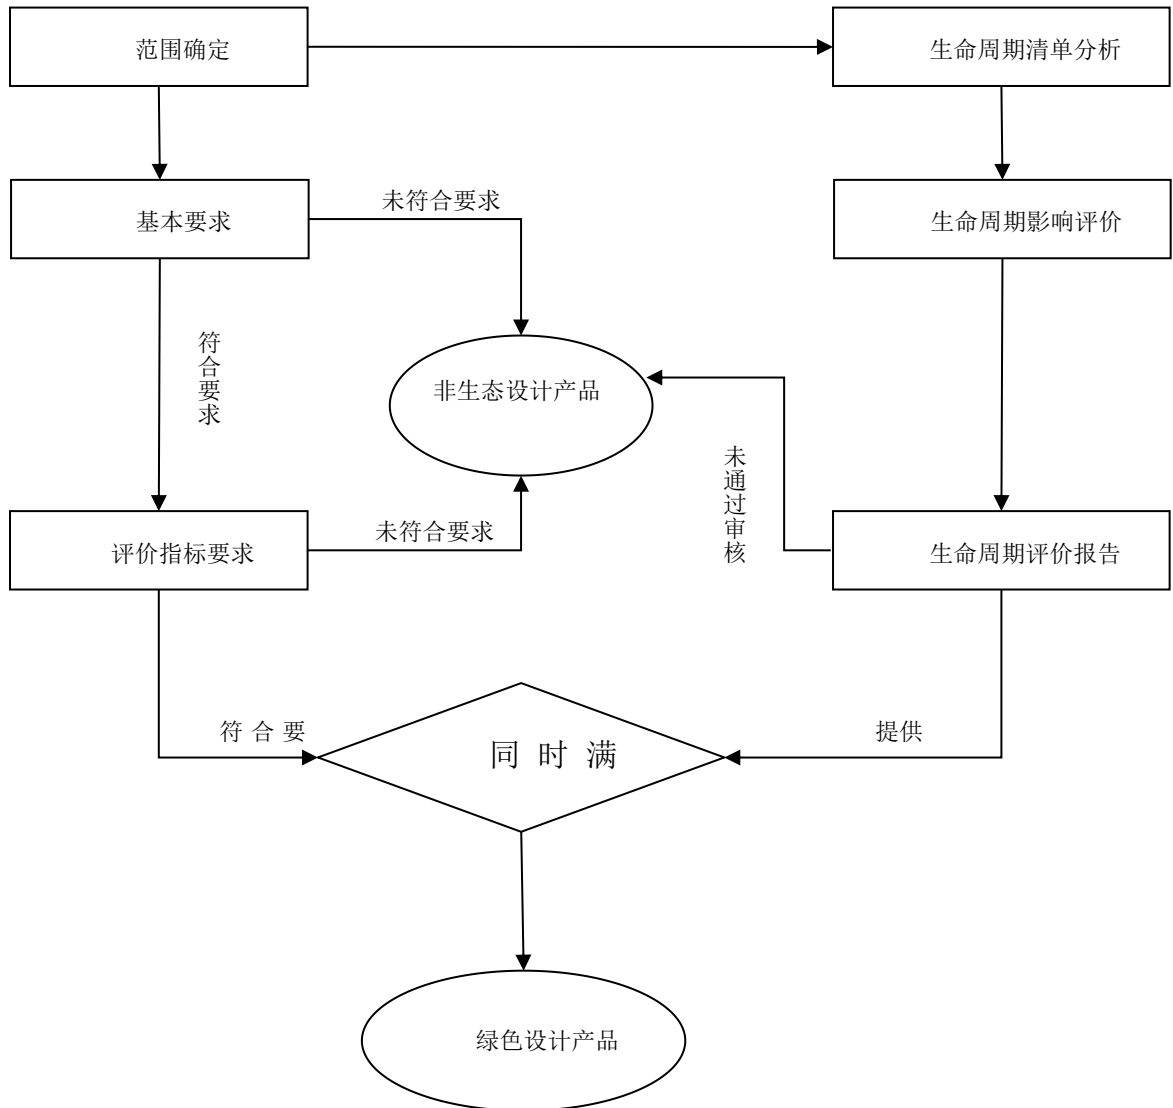 范围确定
生命周期清单分析
基本要求
未符合要求
生命周期影响评价
符合要求
非生态设计产品
未通过审核
评价指标要求
未符合要求
生命周期评价报告
符 合 要
同 时 满
提供
绿色设计产品